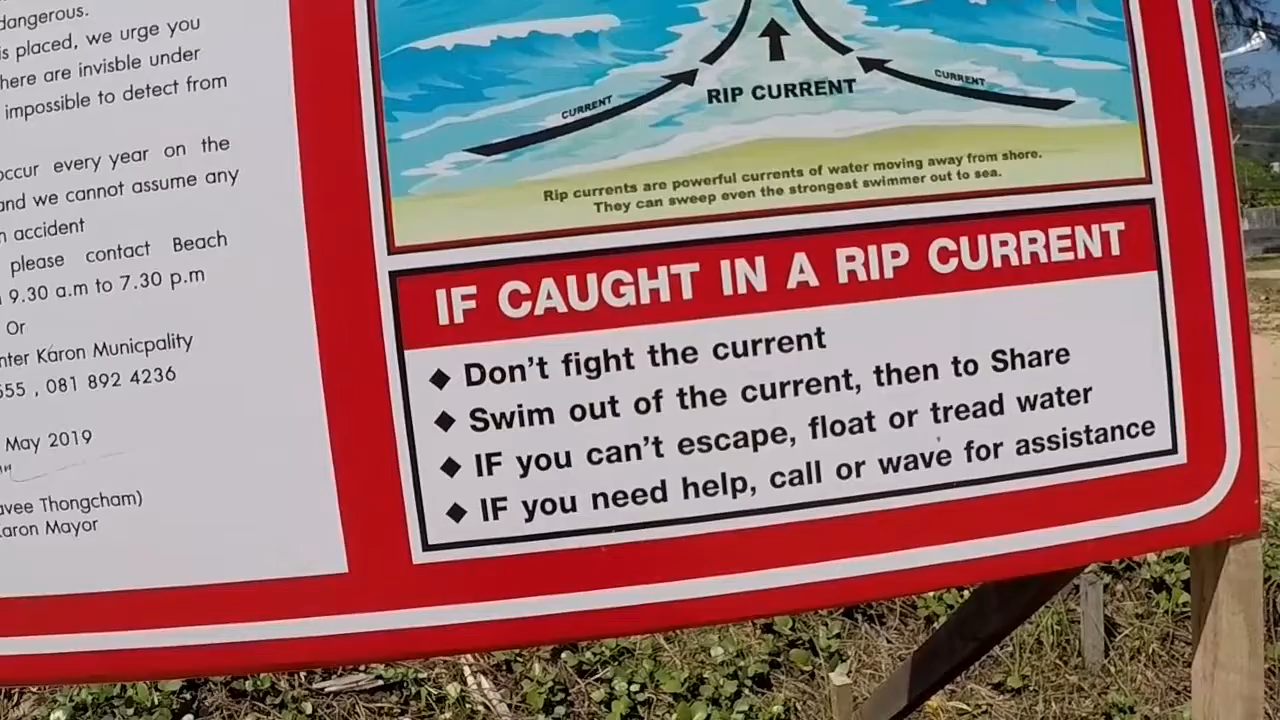 dangerous.
is placed, we urge you
here are invisble under
impossible to detect from
occur every year on the
and we cannot assume any
accident
please contact Beach
9.30 a.m to 7.30 p.m
Or
Karon Municpality
555 , 081 892 4236
May 2019
Thongcham)
Mayor
CURRENT
RIP CURRENT
CURRENT
Rip currents are powerful currents of water moving away from shore.
They can sweep even the strongest swimmer out to sea.
IF CAUGHT IN A RIP CURRENT
◆ Don't fight the current
◆ Swim out of the current, then to Share
◆ IF you can't escape, float or tread water
◆ IF you need help, call or wave for assistance